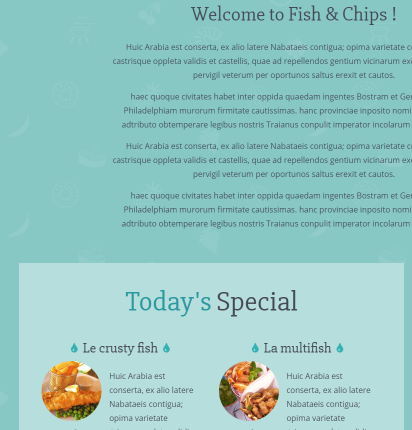 Welcome to Fish & Chips !
Huic Arabia est conserta, ex alio latere Nabataeis contigua; opima varietate
castrisque oppleta validis et castellis, quae ad repellendos gentium vicinarum
pervigil veterum per oportunos saltus erexit et cautos.
haec quoque civitates habet inter oppida quaedam ingentes Bostram et
Philadelphiam murorum firmitate cautissimas. hanc provinciae inposito
adtributo obtemperare legibus nostris Traianus conpulit imperator incolarum
Huic Arabia est conserta, ex alio latere Nabataeis contigua; opima varietate
castrisque oppleta validis et castellis, quae ad repellendos gentium vicinarum
pervigil veterum per oportunos saltus erexit et cautos.
haec quoque civitates habet inter oppida quaedam ingentes Bostram et
Philadelphiam murorum firmitate cautissimas. hanc provinciae inposito
adtributo obtemperare legibus nostris Traianus conpulit imperator incolarum
Today's Special
Le crusty fish
La multifish
Huic Arabia est
conserta, ex alio latere
Nabataeis contigua;
opima varietate
Huic Arabia est
conserta, ex alio latere
Nabataeis contigua;
opima varietate